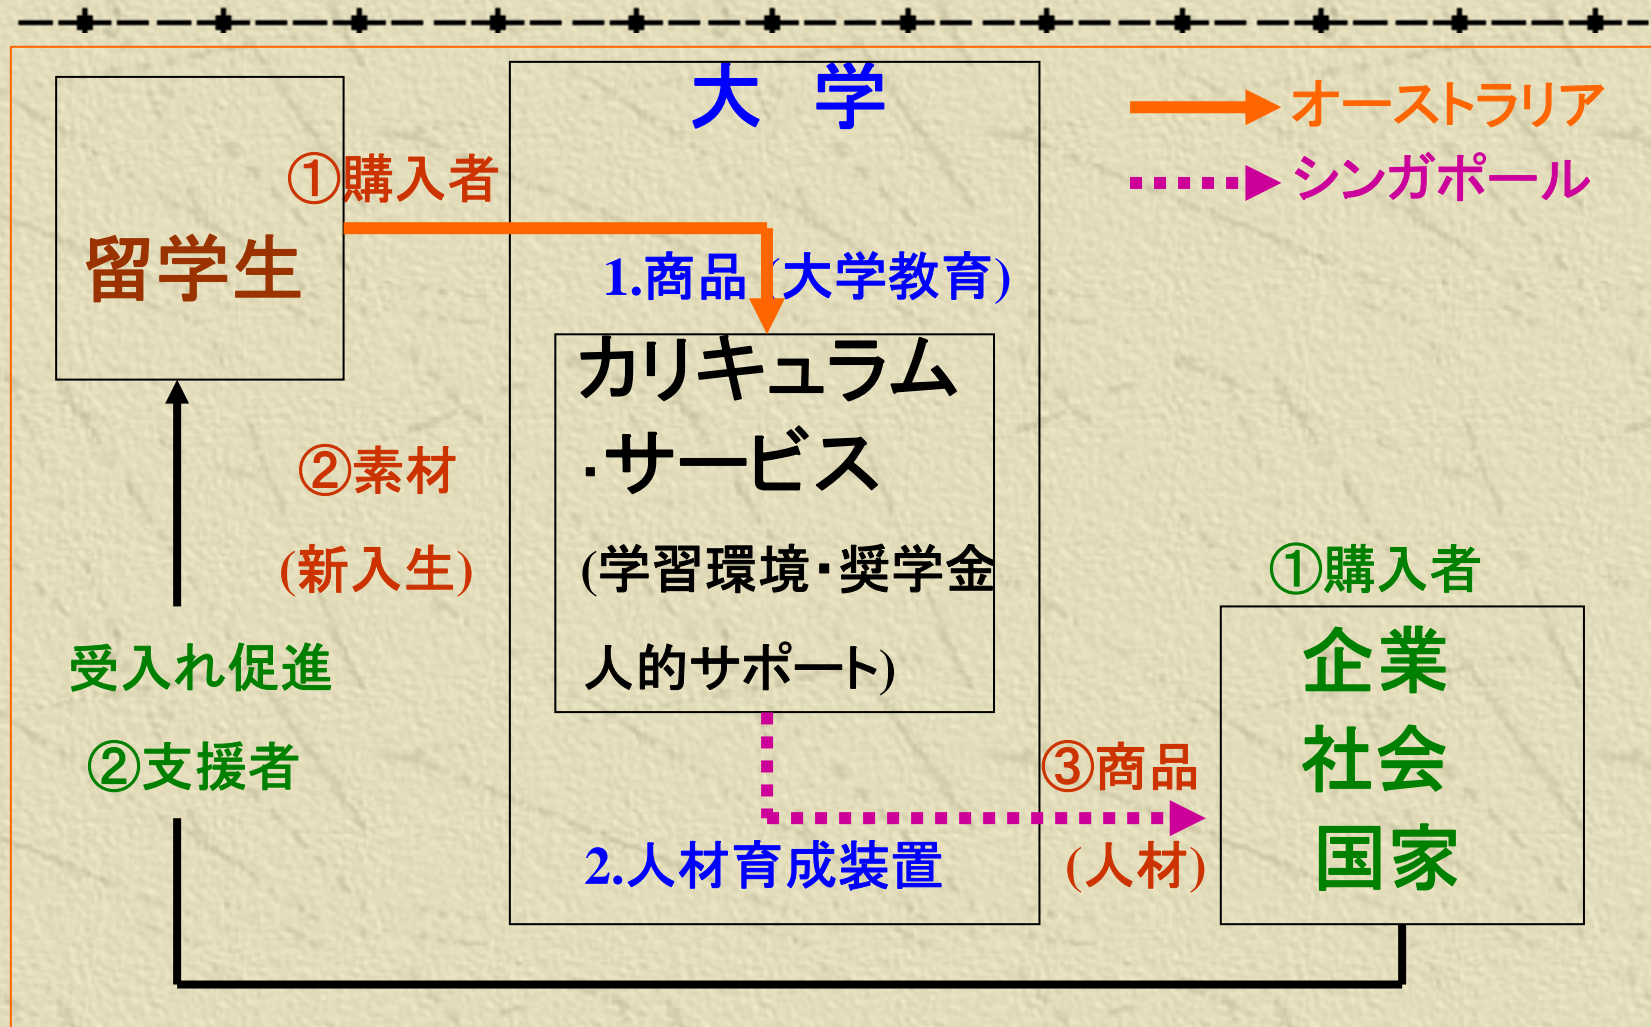 大　学
オーストラリア
シンガポール
①購入者
留学生
1.商品 (大学教育)
カリキュラム
・サービス
(学習環境・奨学金
人的サポート)
②素材
(新入生)
受入れ促進
②支援者
①購入者
企業
社会
国家
③商品
(人材)
2.人材育成装置